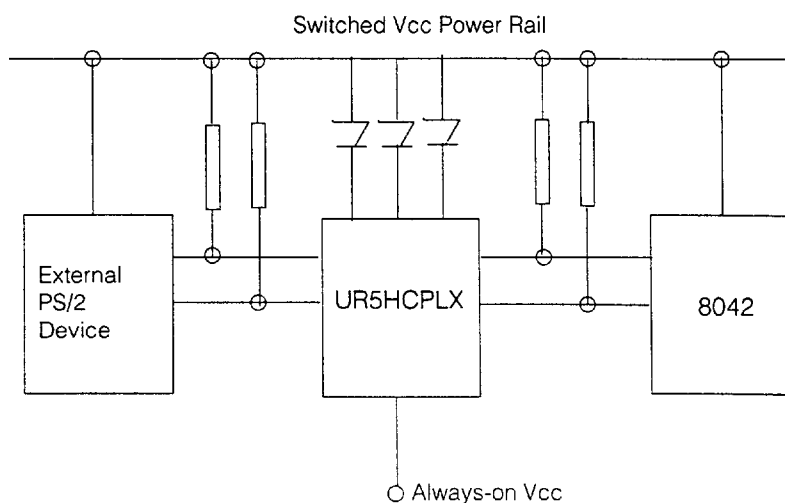 Switched Vcc Power Rail
External
PS/2
Device
UR5HCPLX
8042
Always-on Vcc